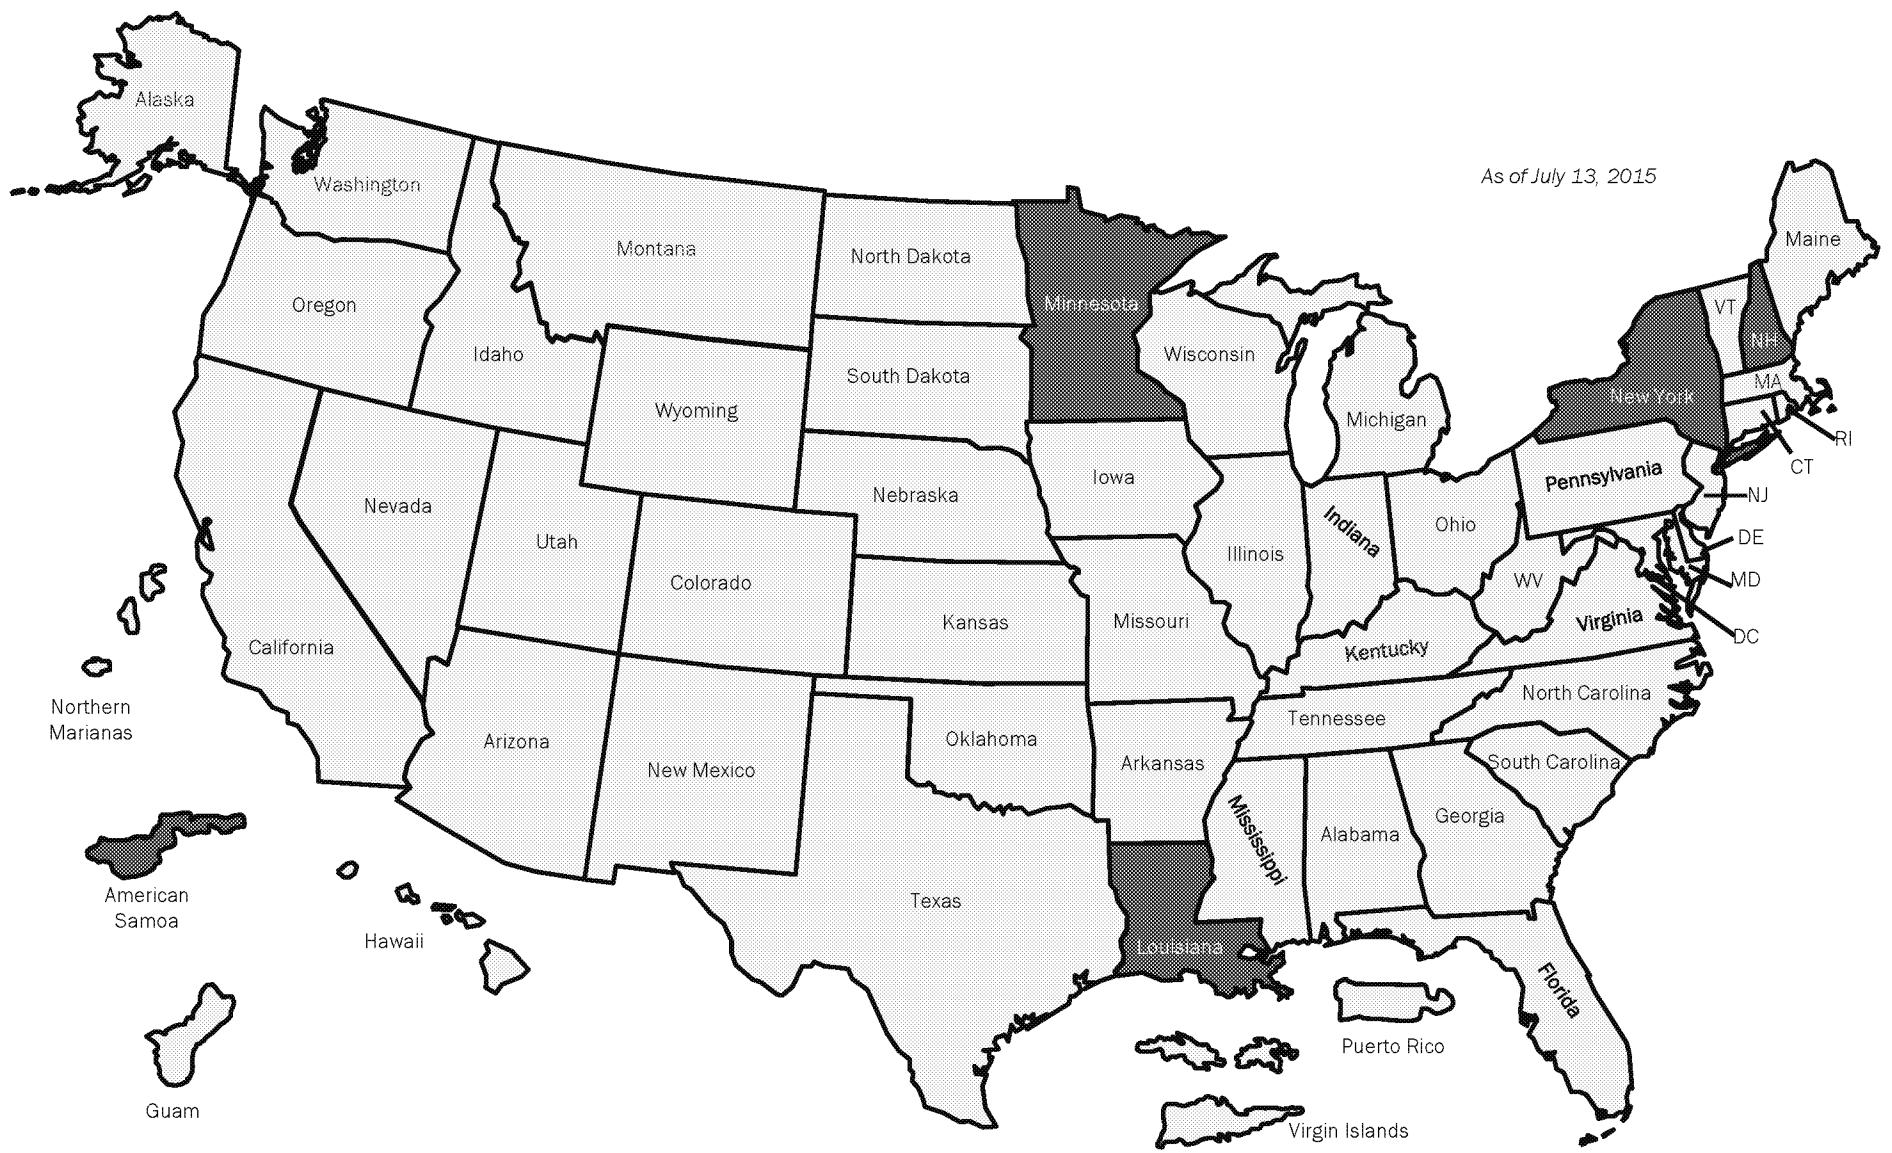 Alaska
As of July 13, 2015
Washington
Maine
Montana
North Dakota
Minnesota
Oregon
VT
Idaho
NH
Wisconsin
South Dakota
MA
New York
Wyoming
Michigan
RI
CT
Pennsylvania
Iowa
Nebraska
NJ
Nevada
Indiana
Ohio
Utah
DE
Illinois
Colorado
WV
MD
Kansas
Missouri
Virginia
DC
California
Kentucky
North Carolina
Northern
Marianas
Tennessee
Arizona
Oklahoma
New Mexico
Arkansas
South Carolina
Mississippi
Alabama
Georgia
American
Samoa
Texas
Hawaii
Louisiana
Florida
Puerto Rico
Guam
Virgin Islands